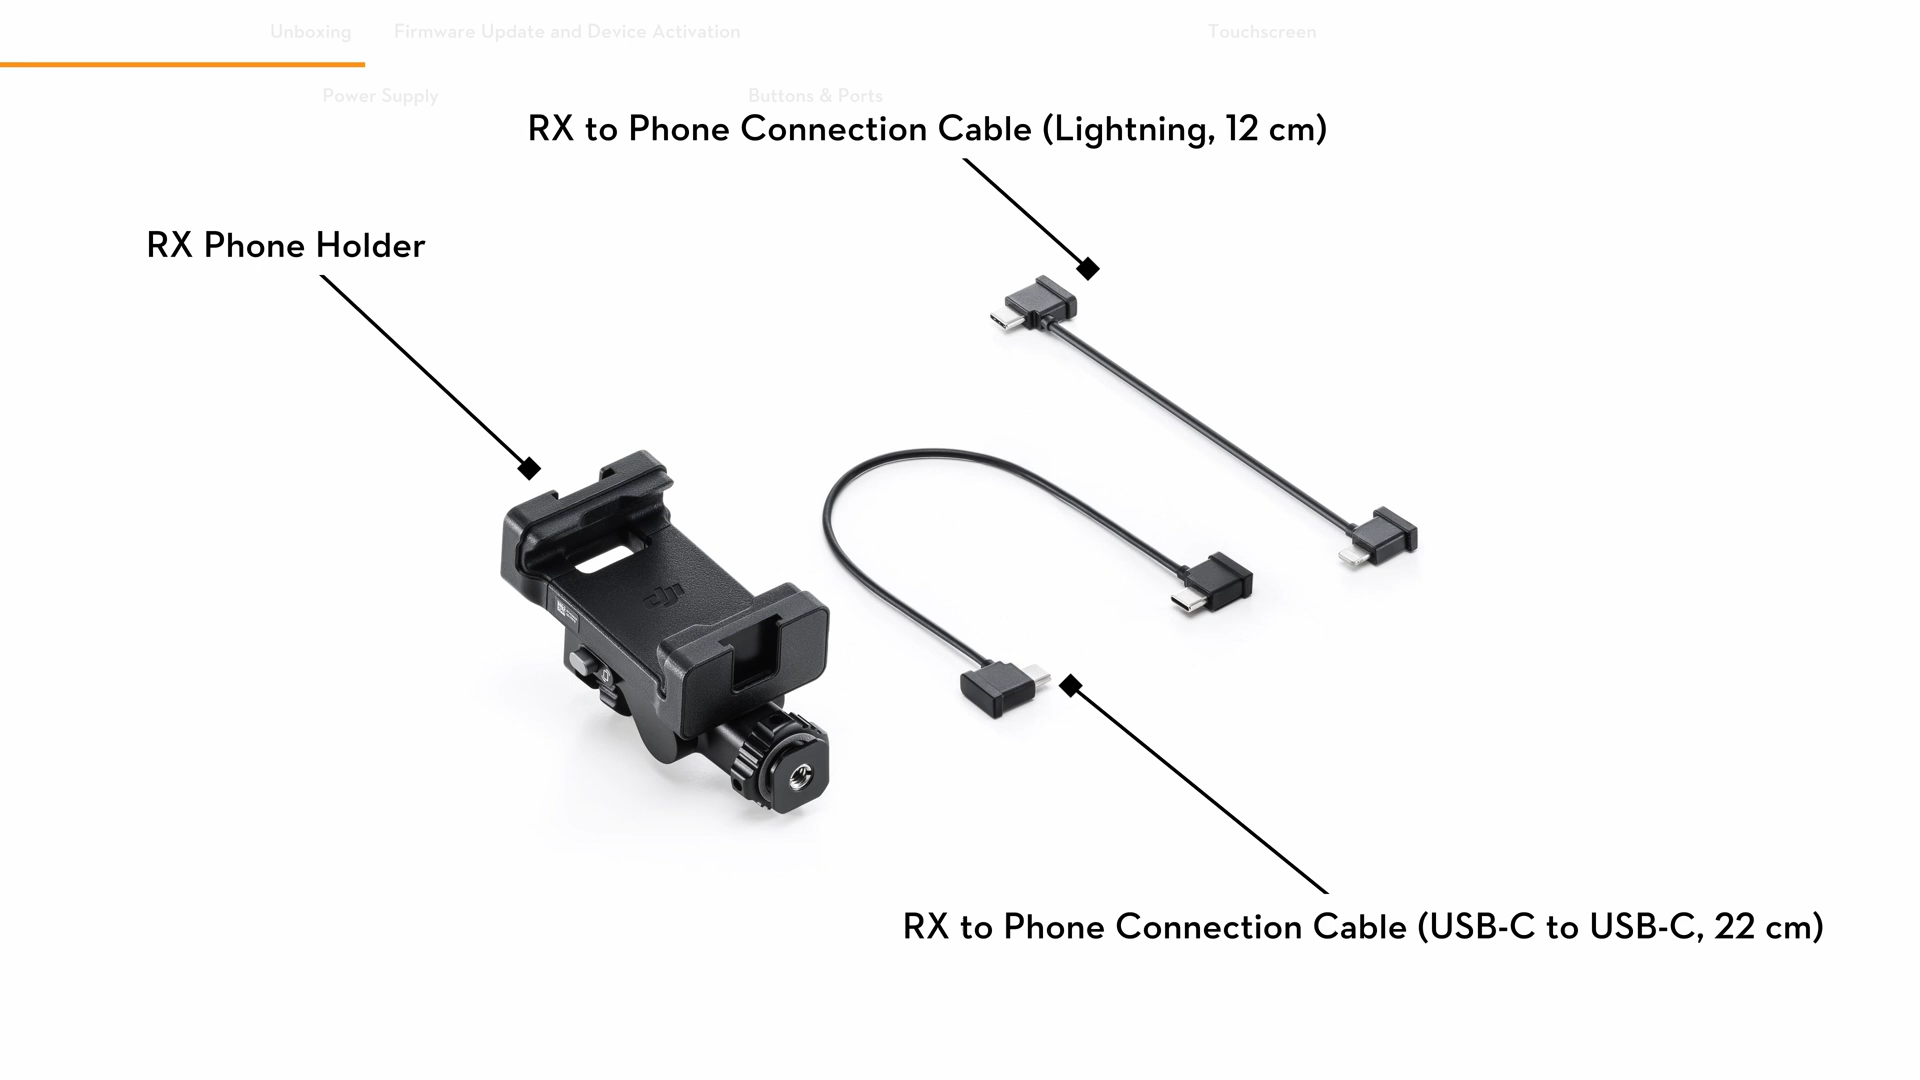 Unboxing Firmware Update and Device Activation Touchscreen
Power Supply Buttons & Ports
RX to Phone Connection Cable (Lightning, 12 cm)
RX Phone Holder
dji
RX to Phone Connection Cable (USB-C to USB-C, 22 cm)